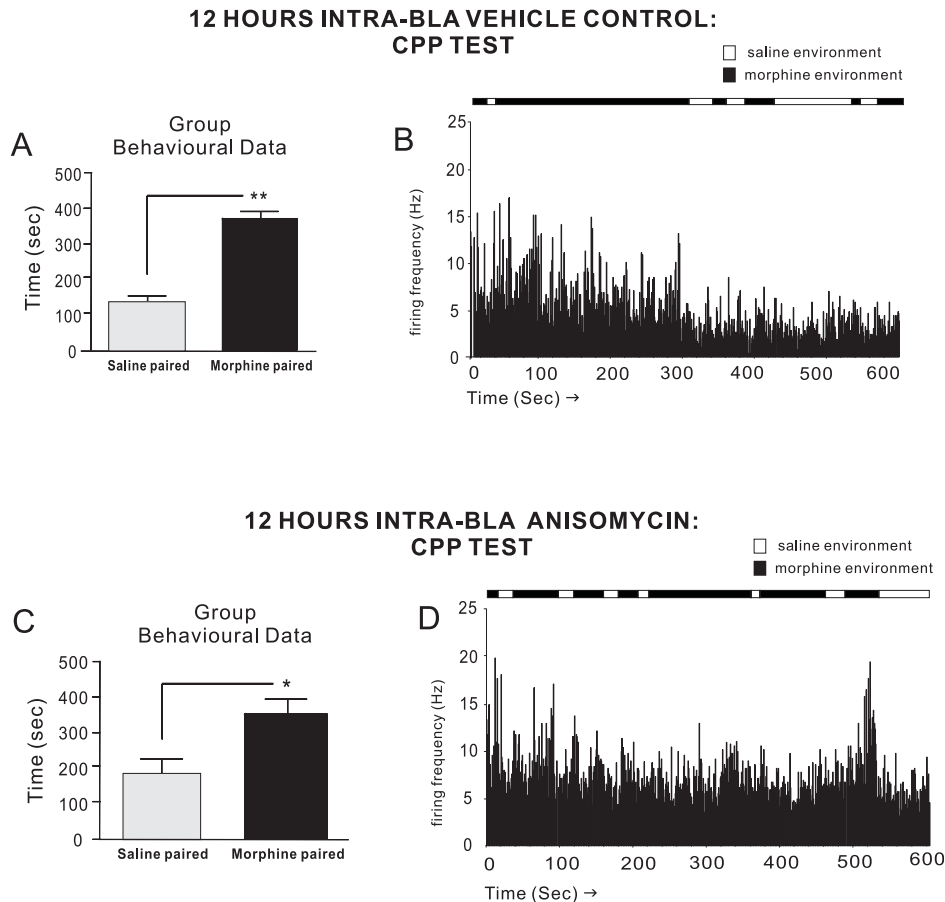 12 HOURS INTRA-BLA VEHICLE CONTROL:
CPP TEST
saline environment
morphine environment
A
Group
Behavioural Data
500
400
300
200
100
0
Time (sec)
**
Saline paired
Morphine paired
B
25
20
15
10
5
0
firing frequency (Hz)
0 100 200 300 400 500 600
Time (Sec) →
12 HOURS INTRA-BLA ANISOMYCIN:
CPP TEST
saline environment
morphine environment
C
Group
Behavioural Data
500
400
300
200
100
0
Time (sec)
*
Saline paired
Morphine paired
D
25
20
15
10
5
0
firing frequency (Hz)
0 100 200 300 400 500 600
Time (Sec) →